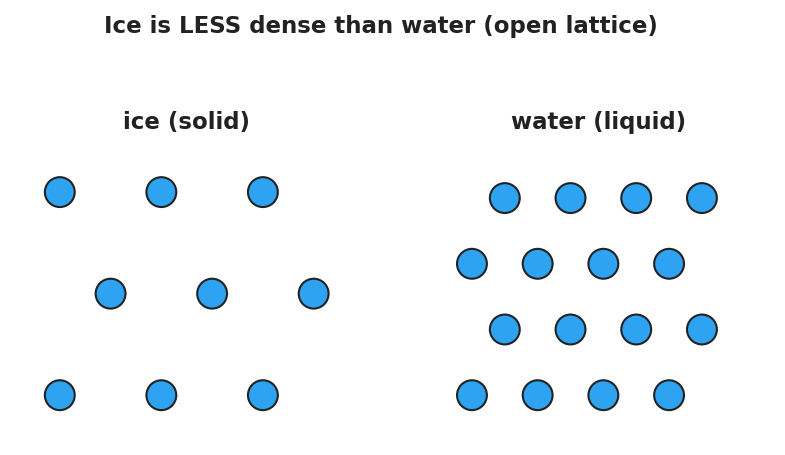 Ice is LESS dense than water (open lattice)
ice (solid)
water (liquid)